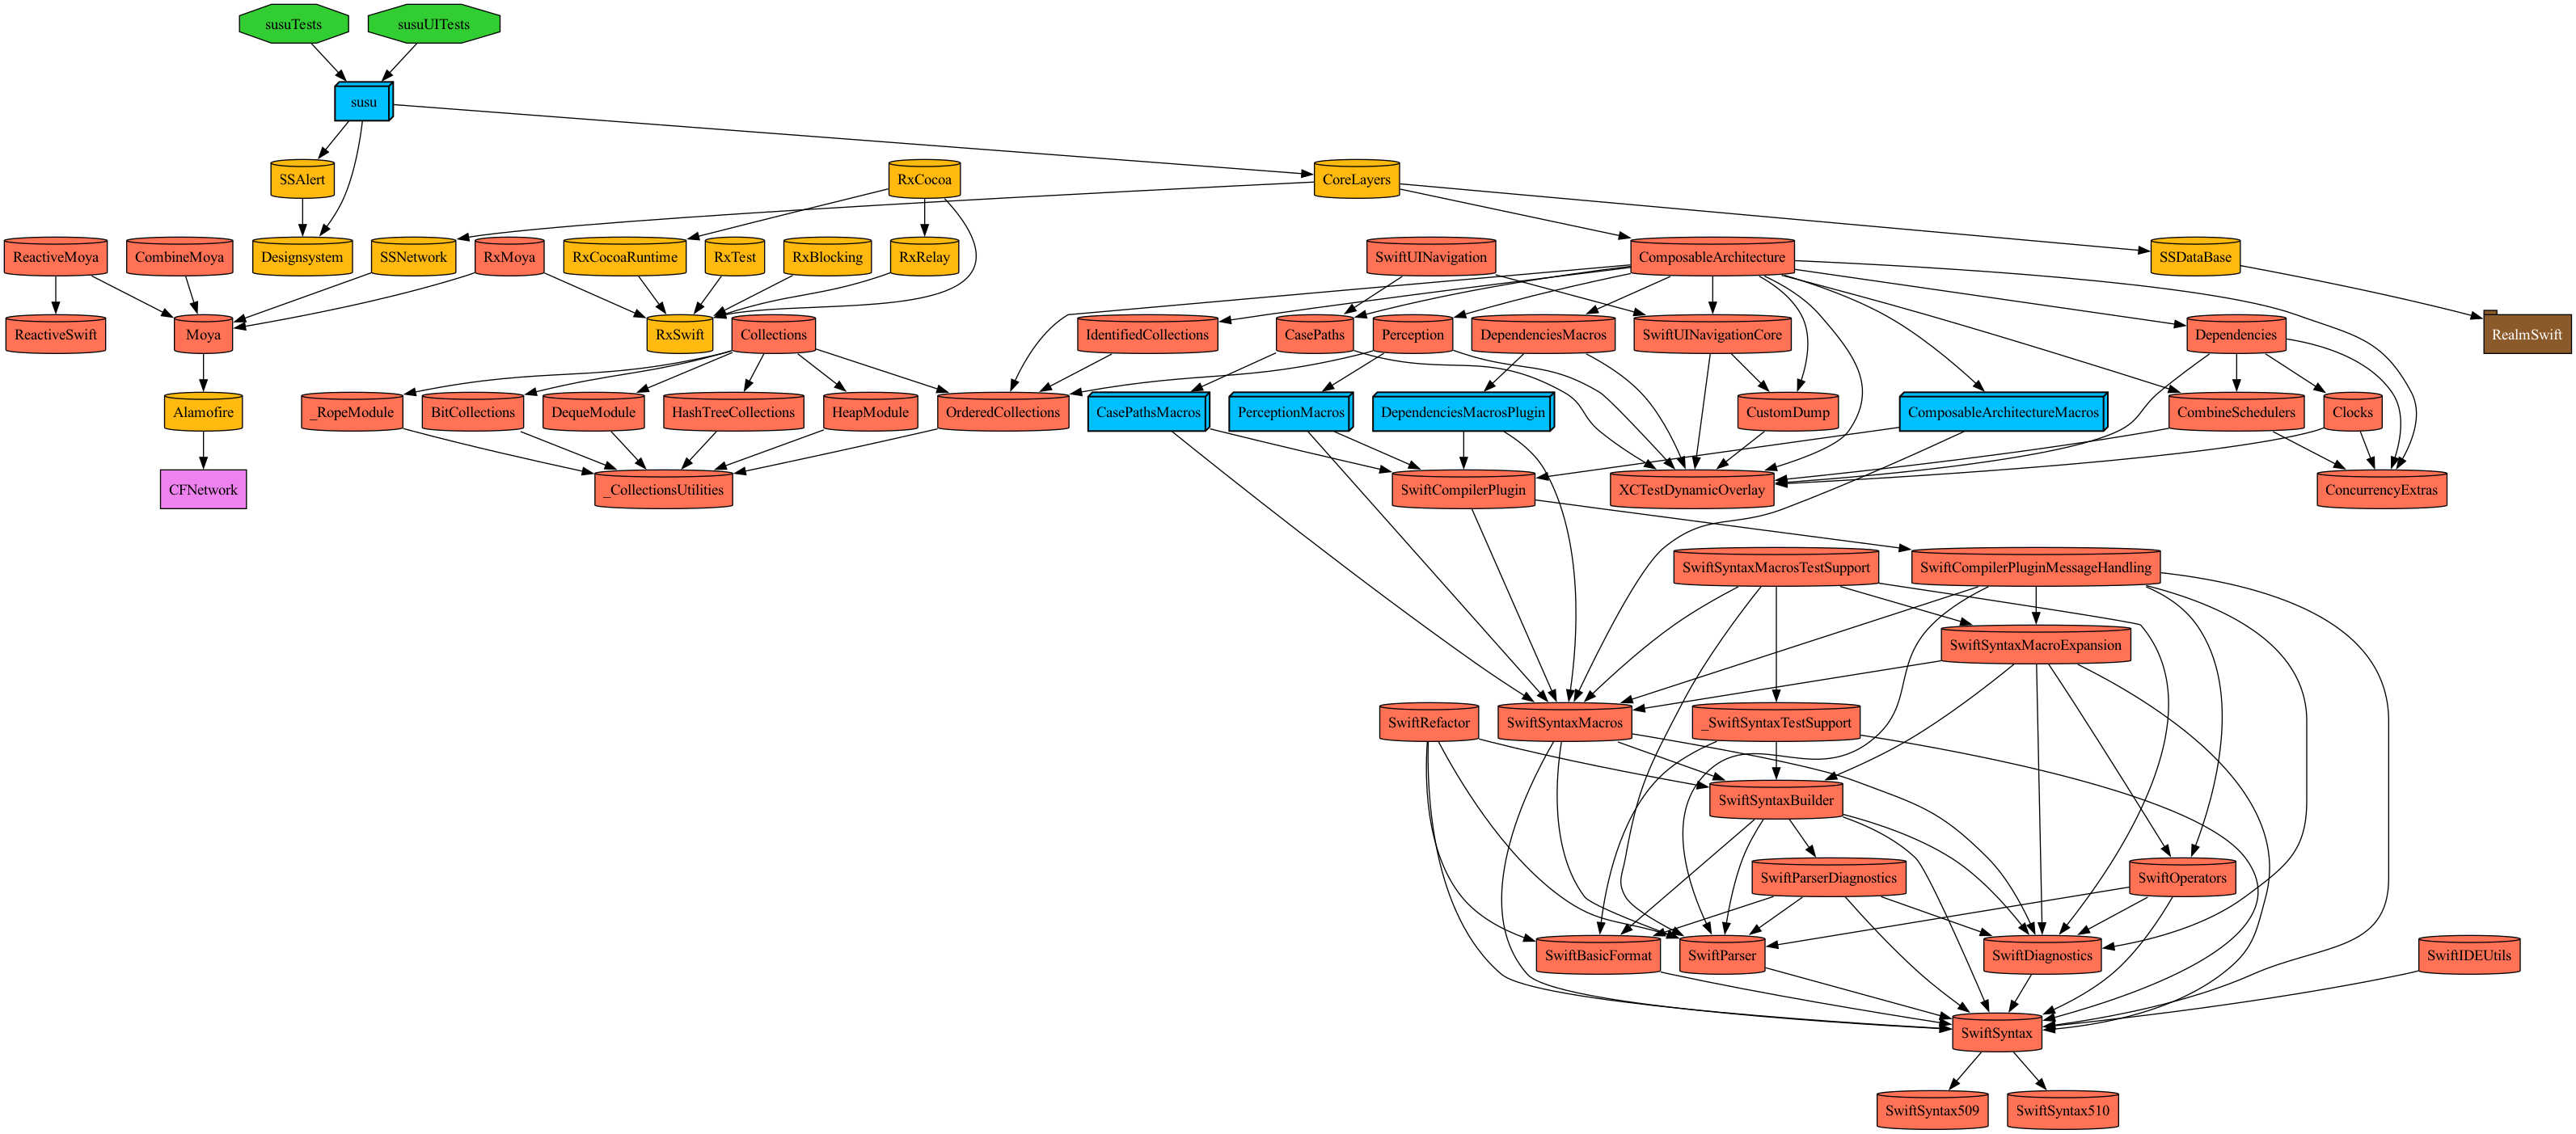 susuTests
susuUITests
susu
SSAlert
RxCocoa
CoreLayers
ReactiveMoya
CombineMoya
Designsystem
SSNetwork
RxMoya
RxCocoaRuntime
RxTest
RxBlocking
RxRelay
SwiftUINavigation
ComposableArchitecture
SSDataBase
ReactiveSwift
Moya
RxSwift
Collections
IdentifiedCollections
CasePaths
Perception
DependenciesMacros
SwiftUINavigationCore
Dependencies
RealmSwift
Alamofire
_RopeModule
BitCollections
DequeModule
HashTreeCollections
HeapModule
OrderedCollections
CasePathsMacros
PerceptionMacros
DependenciesMacrosPlugin
CustomDump
ComposableArchitectureMacros
CombineSchedulers
Clocks
CFNetwork
_CollectionsUtilities
SwiftCompilerPlugin
XCTestDynamicOverlay
ConcurrencyExtras
SwiftSyntaxMacrosTestSupport
SwiftCompilerPluginMessageHandling
SwiftSyntaxMacroExpansion
SwiftRefactor
SwiftSyntaxMacros
_SwiftSyntaxTestSupport
SwiftSyntaxBuilder
SwiftParserDiagnostics
SwiftOperators
SwiftBasicFormat
SwiftParser
SwiftDiagnostics
SwiftIDEUtils
SwiftSyntax
SwiftSyntax509
SwiftSyntax510